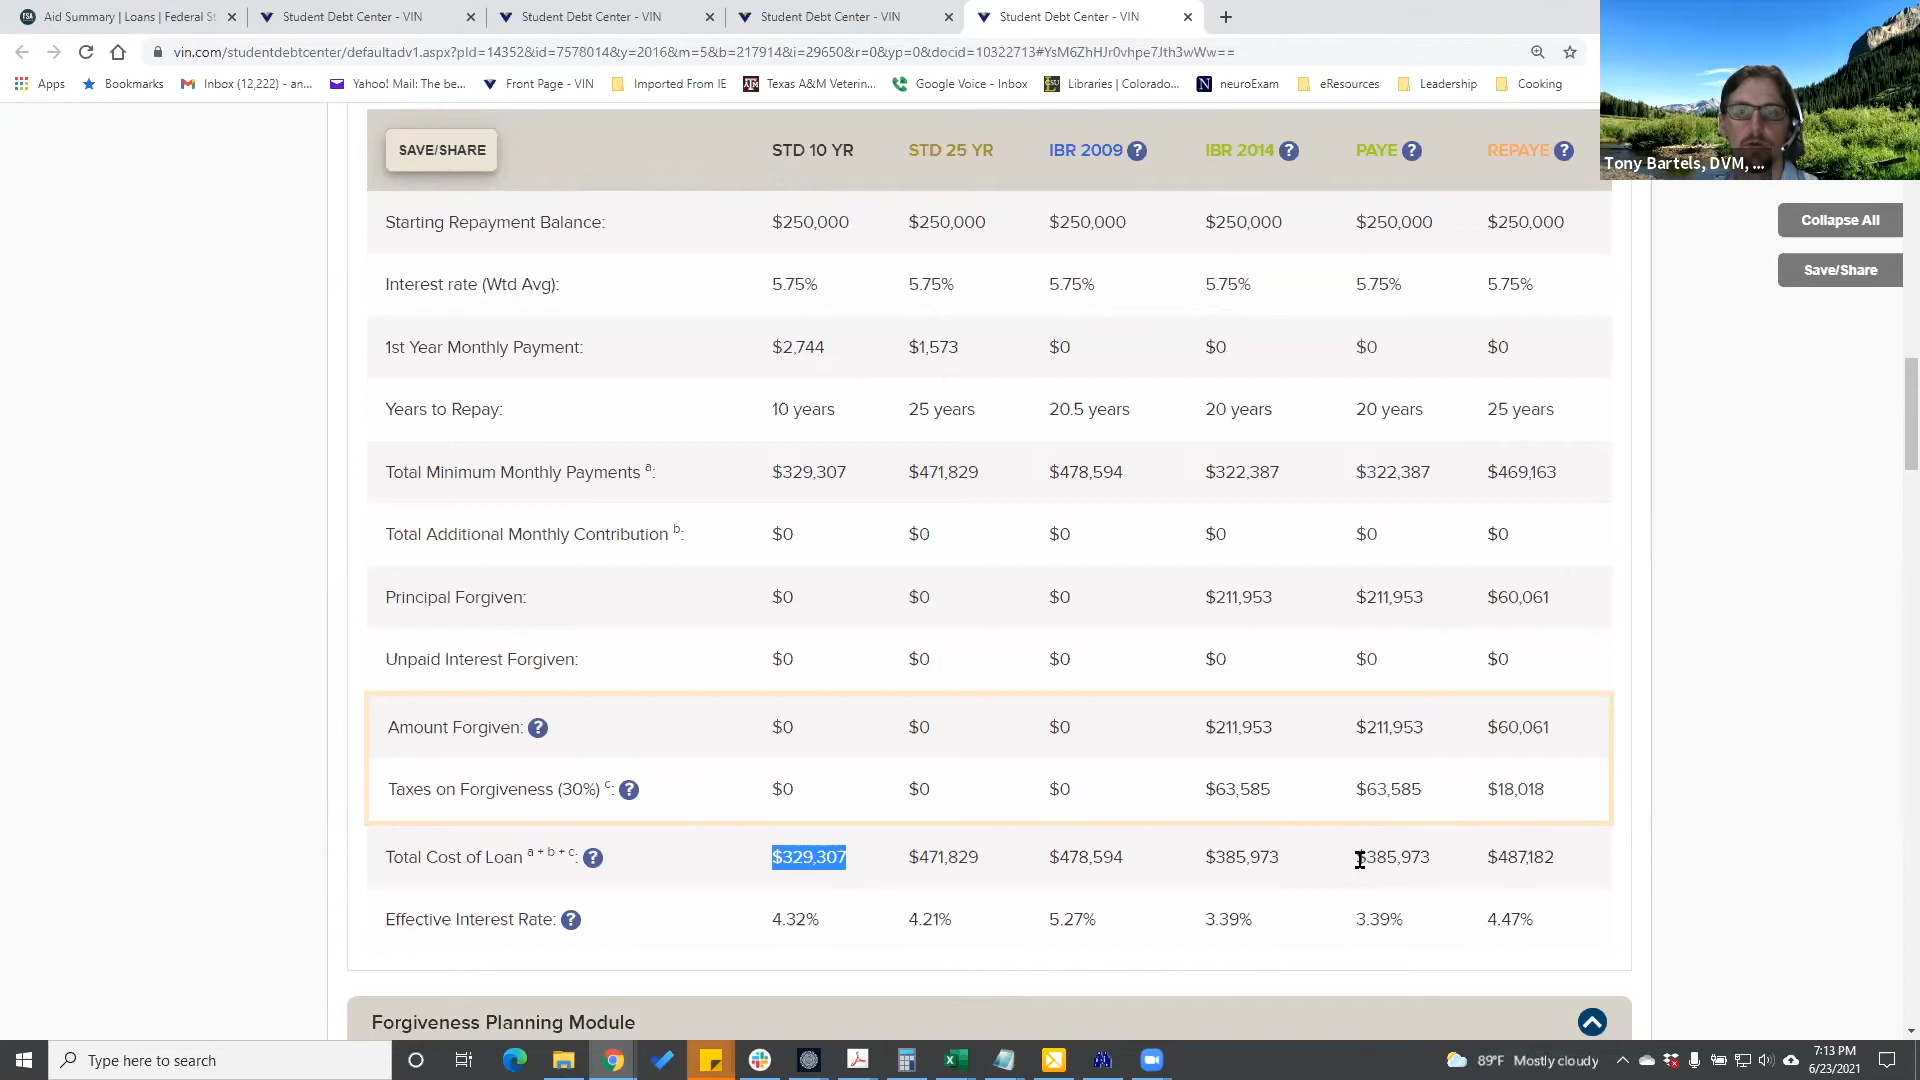 Aid Summary | Loans | Federal St
Student Debt Center - VIN
Student Debt Center - VIN
Student Debt Center - VIN
Student Debt Center - VIN
vin.com/studentdebtcenter/defaultadv1.aspx?pId=14352&id=7578014&y=2016&m=5&b=217914&i=29650&r=0&yp=0&docid=10322713#YsM6ZhHJr0vhpe7Jth3wWw==
Apps Bookmarks Inbox (12,222) - an... Yahoo! Mail: The be... Front Page - VIN Imported From IE Texas A&M Veterin... Google Voice - Inbox Libraries | Colorado... neuroExam eResources Leadership Cooking
Tony Bartels, DVM, ...
SAVE/SHARE STD 10 YR STD 25 YR IBR 2009 ? IBR 2014 ? PAYE ? REPAYE ?
Collapse All
Save/Share
Starting Repayment Balance: $250,000 $250,000 $250,000 $250,000 $250,000 $250,000
Interest rate (Wtd Avg): 5.75% 5.75% 5.75% 5.75% 5.75% 5.75%
1st Year Monthly Payment: $2,744 $1,573 $0 $0 $0 $0
Years to Repay: 10 years 25 years 20.5 years 20 years 20 years 25 years
Total Minimum Monthly Payments a: $329,307 $471,829 $478,594 $322,387 $322,387 $469,163
Total Additional Monthly Contribution b: $0 $0 $0 $0 $0 $0
Principal Forgiven: $0 $0 $0 $211,953 $211,953 $60,061
Unpaid Interest Forgiven: $0 $0 $0 $0 $0 $0
Amount Forgiven: ? $0 $0 $0 $211,953 $211,953 $60,061
Taxes on Forgiveness (30%) c: ? $0 $0 $0 $63,585 $63,585 $18,018
Total Cost of Loan a + b + c: ? $329,307 $471,829 $478,594 $385,973 $385,973 $487,182
Effective Interest Rate: ? 4.32% 4.21% 5.27% 3.39% 3.39% 4.47%
Forgiveness Planning Module
Type here to search
89°F Mostly cloudy
7:13 PM
6/23/2021